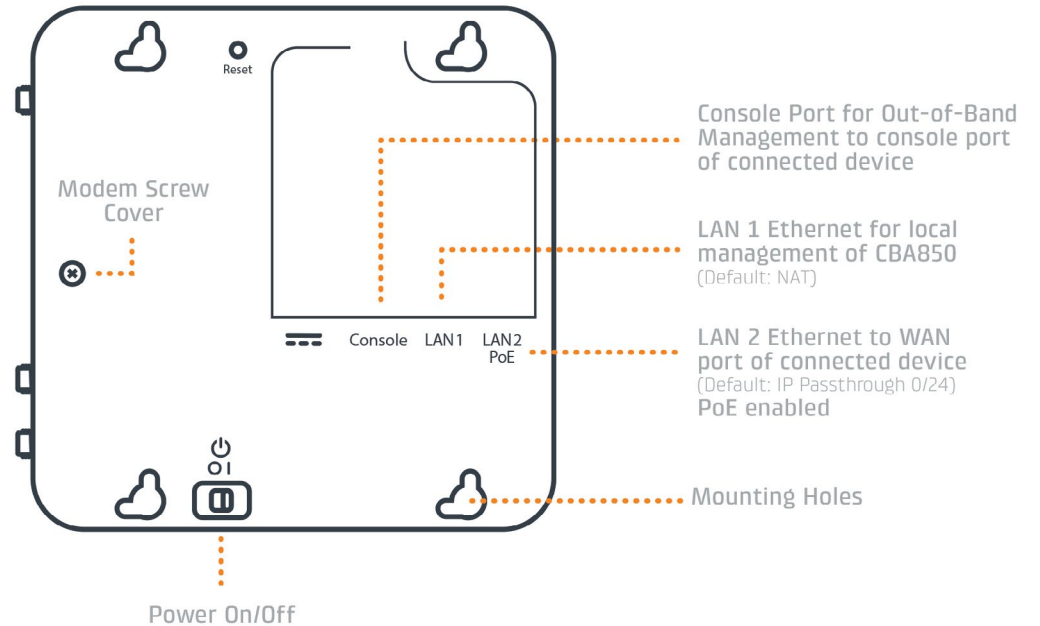 Reset
Console Port for Out-of-Band
Management to console port
of connected device
Modem Screw
Cover
LAN 1 Ethernet for local
management of CBA850
(Default: NAT)
Console LAN1 LAN2
PoE
LAN 2 Ethernet to WAN
port of connected device
(Default: IP Passthrough 0/24)
PoE enabled
Mounting Holes
Power On/Off